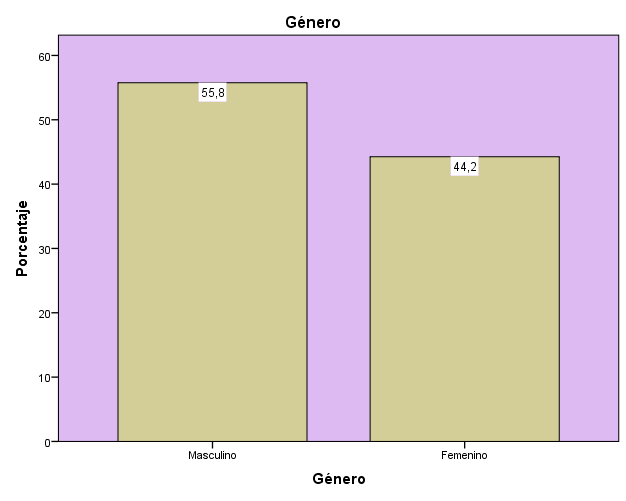 Género
Porcentaje
60
50
40
30
20
10
0
55,8
44,2
Masculino
Femenino
Género